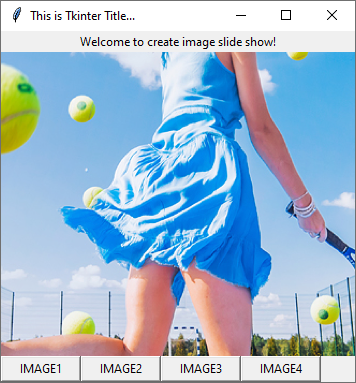 This is Tkinter Title...
Welcome to create image slide show!
IMAGE1 IMAGE2 IMAGE3 IMAGE4